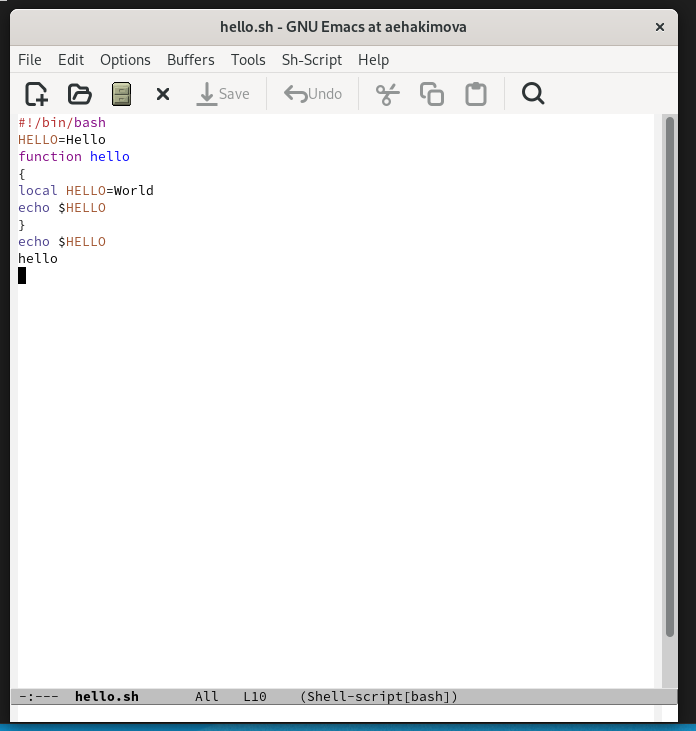 hello.sh - GNU Emacs at aehakimova
File Edit Options Buffers Tools Sh-Script Help
Save Undo
#!/bin/bash
HELLO=Hello
function hello
{
local HELLO=World
echo $HELLO
}
echo $HELLO
hello
-:--- hello.sh All L10 (Shell-script[bash])